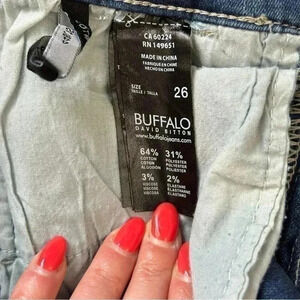 CA 60224
RN 149651
MADE IN CHINA
FABRIQUE EN CHINE
HECHO EN CHINA
SIZE
TAILLE / TALLA
26
BUFFALO
DAVID BITTON
www.buffalojeans.com
64% 31%
COTTON POLYESTER
COTON POLYESTER
ALGODÓN POLIÉSTER
3% 2%
VISCOSE ELASTANE
VISCOSE ÉLASTHANNE
VISCOSA ELASTANO